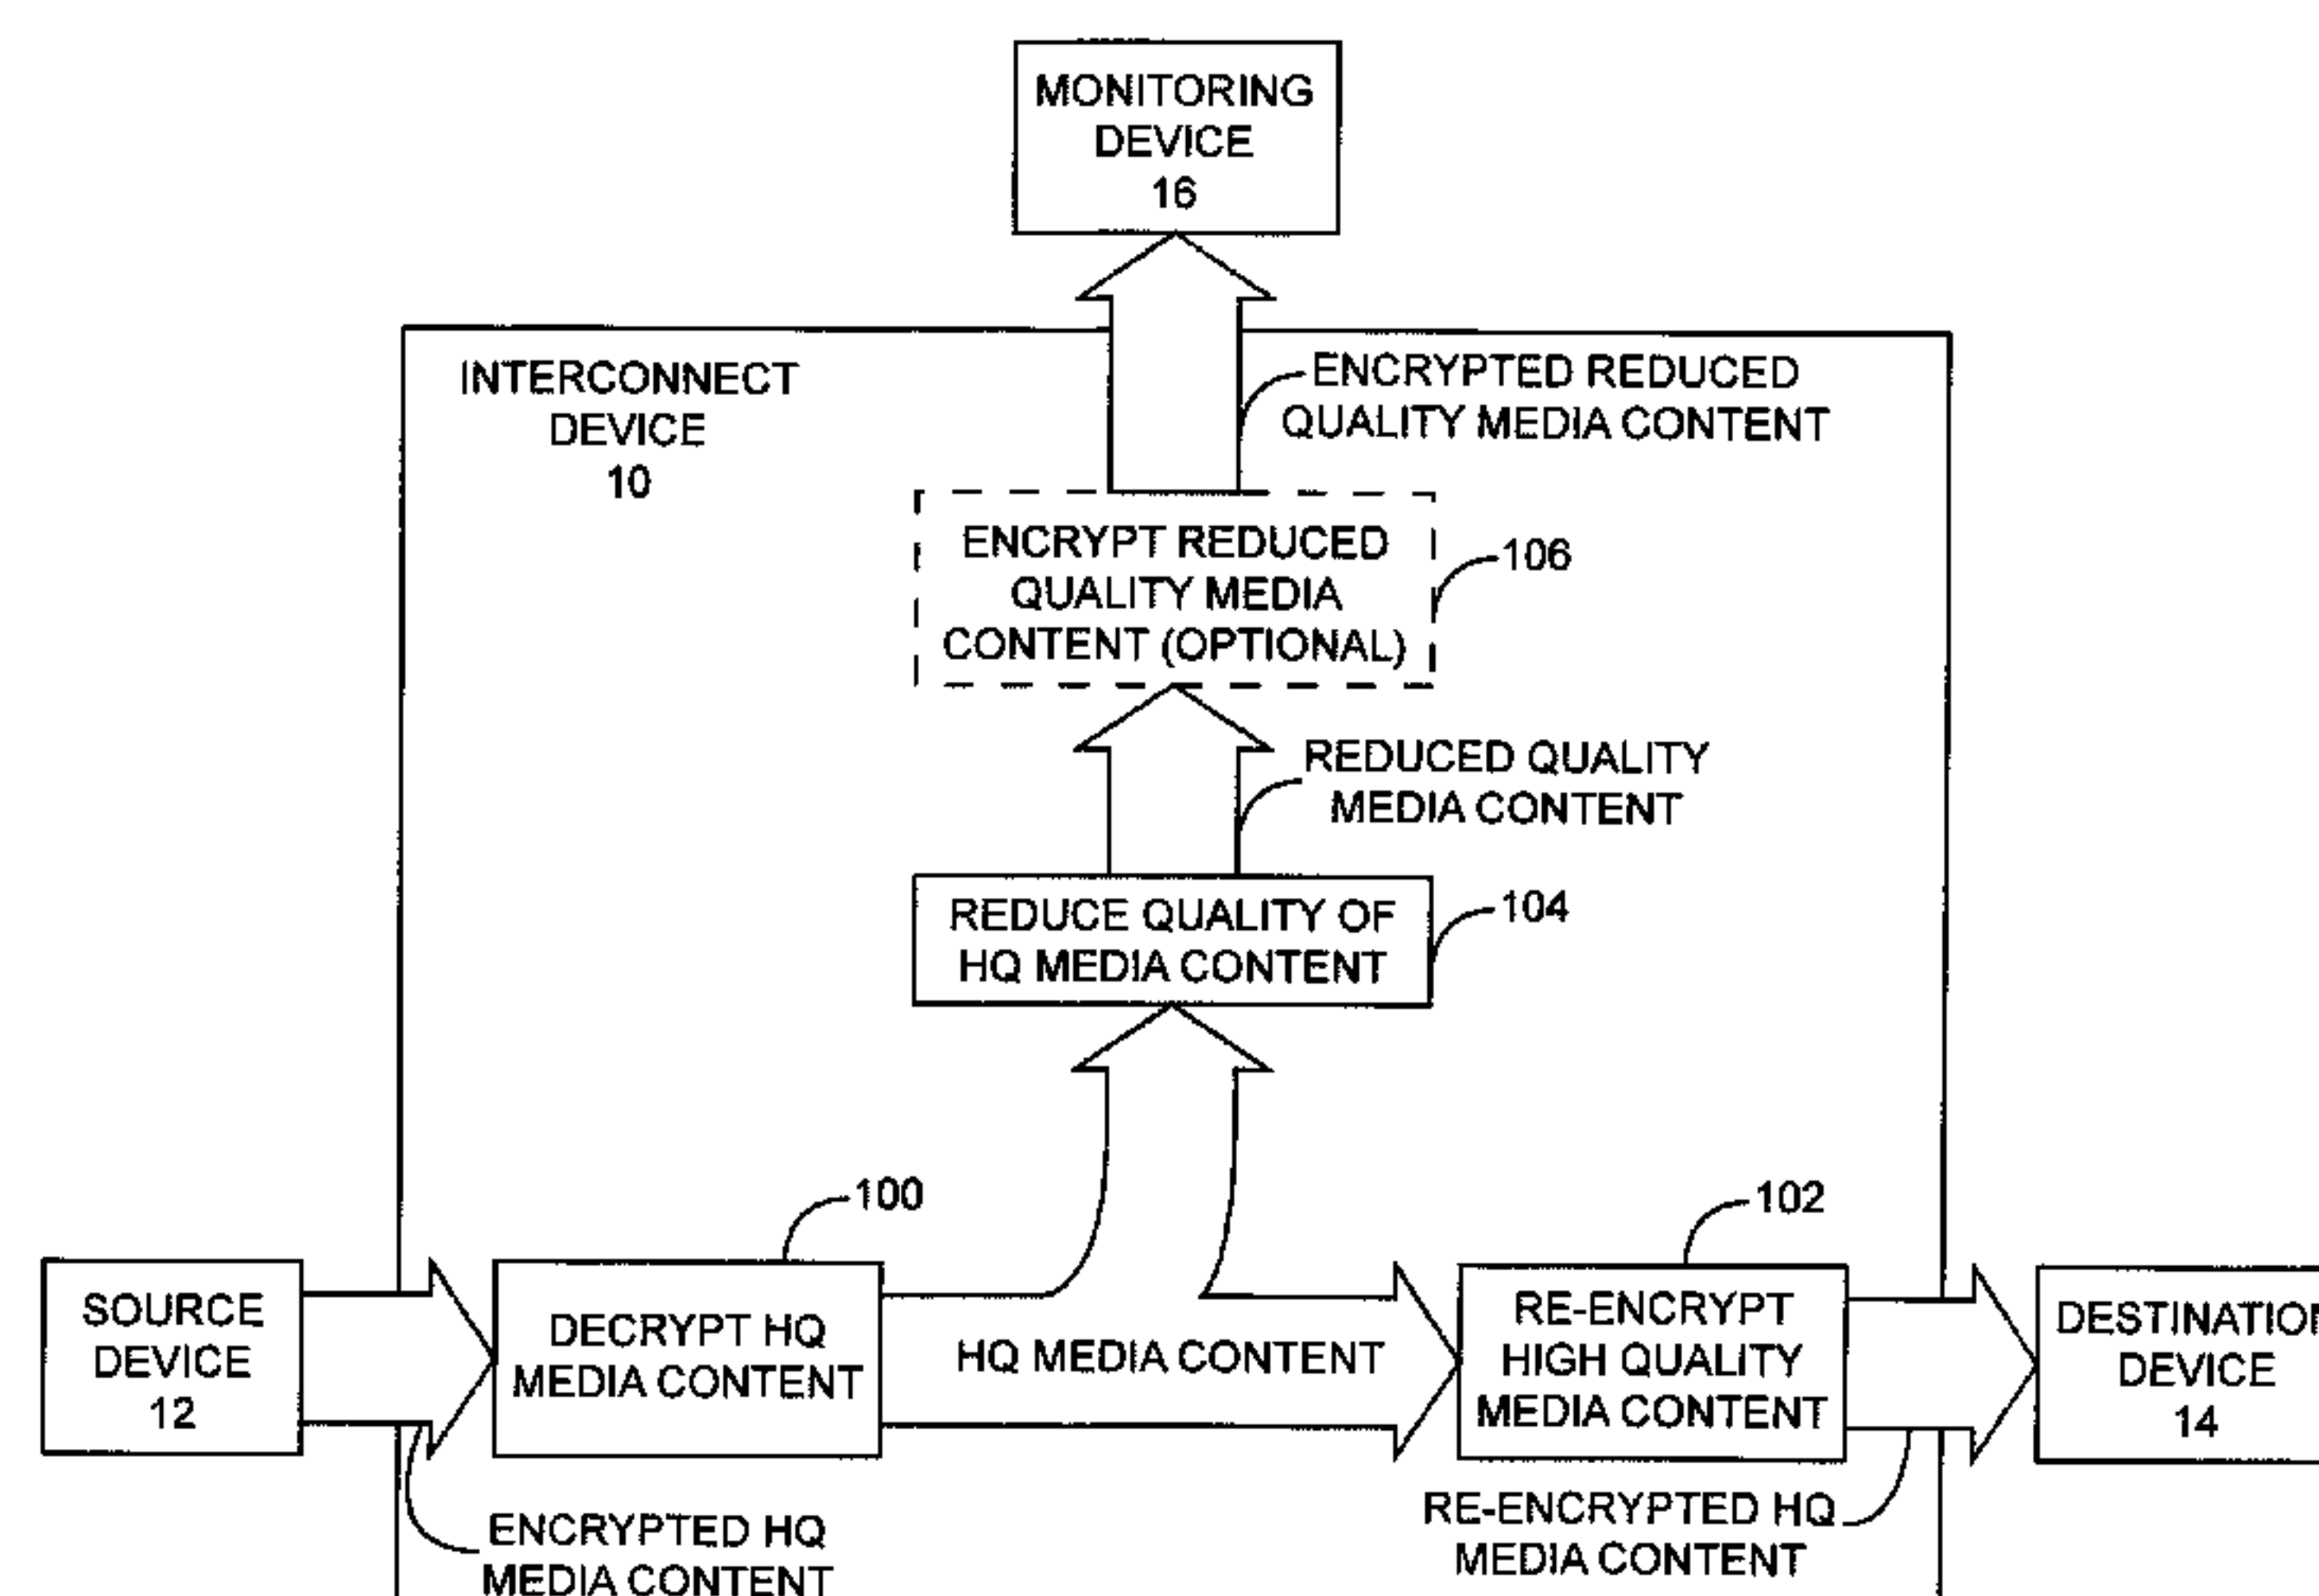 MONITORING
DEVICE
16
INTERCONNECT
DEVICE
10
ENCRYPTED REDUCED
QUALITY MEDIA CONTENT
ENCRYPT REDUCED
QUALITY MEDIA
CONTENT (OPTIONAL)
106
REDUCED QUALITY
MEDIA CONTENT
REDUCE QUALITY OF
HQ MEDIA CONTENT
104
100
102
SOURCE
DEVICE
12
DECRYPT HQ
MEDIA CONTENT
HQ MEDIA CONTENT
RE-ENCRYPT
HIGH QUALITY
MEDIA CONTENT
DESTINATION
DEVICE
14
ENCRYPTED HQ
MEDIA CONTENT
RE-ENCRYPTED HQ
MEDIA CONTENT